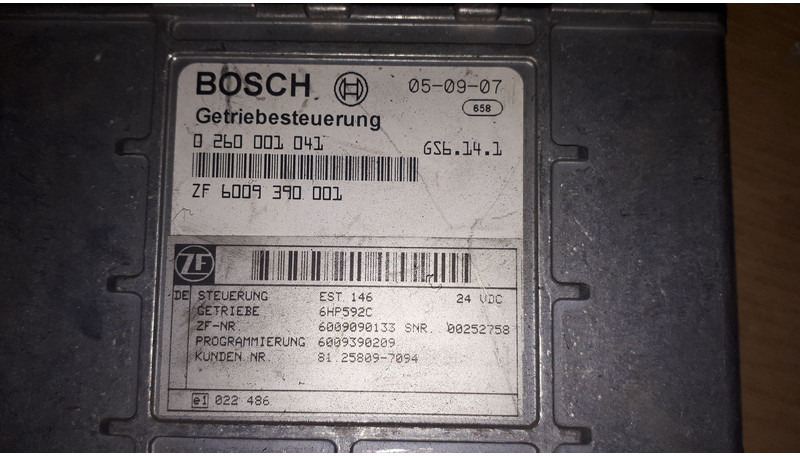 BOSCH 05-09-07
658
Getriebesteuerung
0 260 001 041 GS6.14.1
ZF 6009 390 001
ZF
DE STEUERUNG EST 146 24 VDC
GETRIEBE 6HP592C
ZF-NR. 6009090133 SNR. 00252758
PROGRAMMIERUNG 6009390209
KUNDEN NR. 81.25809-7094
e1 022 486